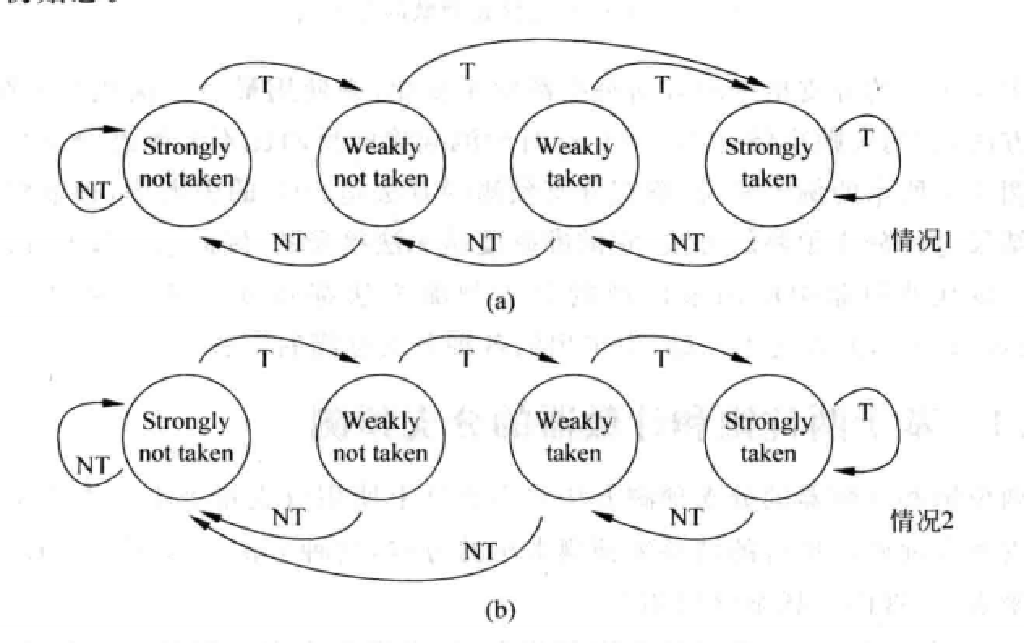 T
T
T
Strongly
not taken
Weakly
not taken
Weakly
taken
Strongly
taken
T
NT
NT
NT
NT
情况1
(a)
T
T
T
Strongly
not taken
Weakly
not taken
Weakly
taken
Strongly
taken
T
NT
NT
NT
NT
情况2
(b)